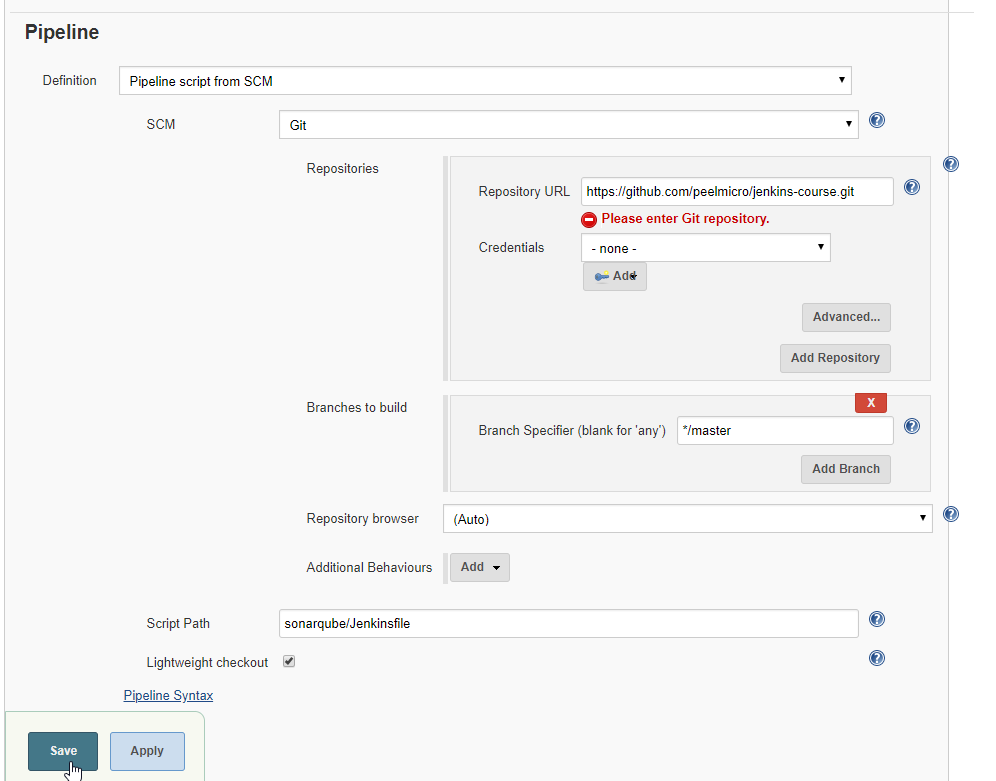 Pipeline
Definition
Pipeline script from SCM
SCM
Git
Repositories
Repository URL
https://github.com/peelmicro/jenkins-course.git
Please enter Git repository.
Credentials
- none -
Add
Advanced...
Add Repository
Branches to build
X
Branch Specifier (blank for 'any')
*/master
Add Branch
Repository browser
(Auto)
Additional Behaviours
Add
Script Path
sonarqube/Jenkinsfile
Lightweight checkout
Pipeline Syntax
Save
Apply